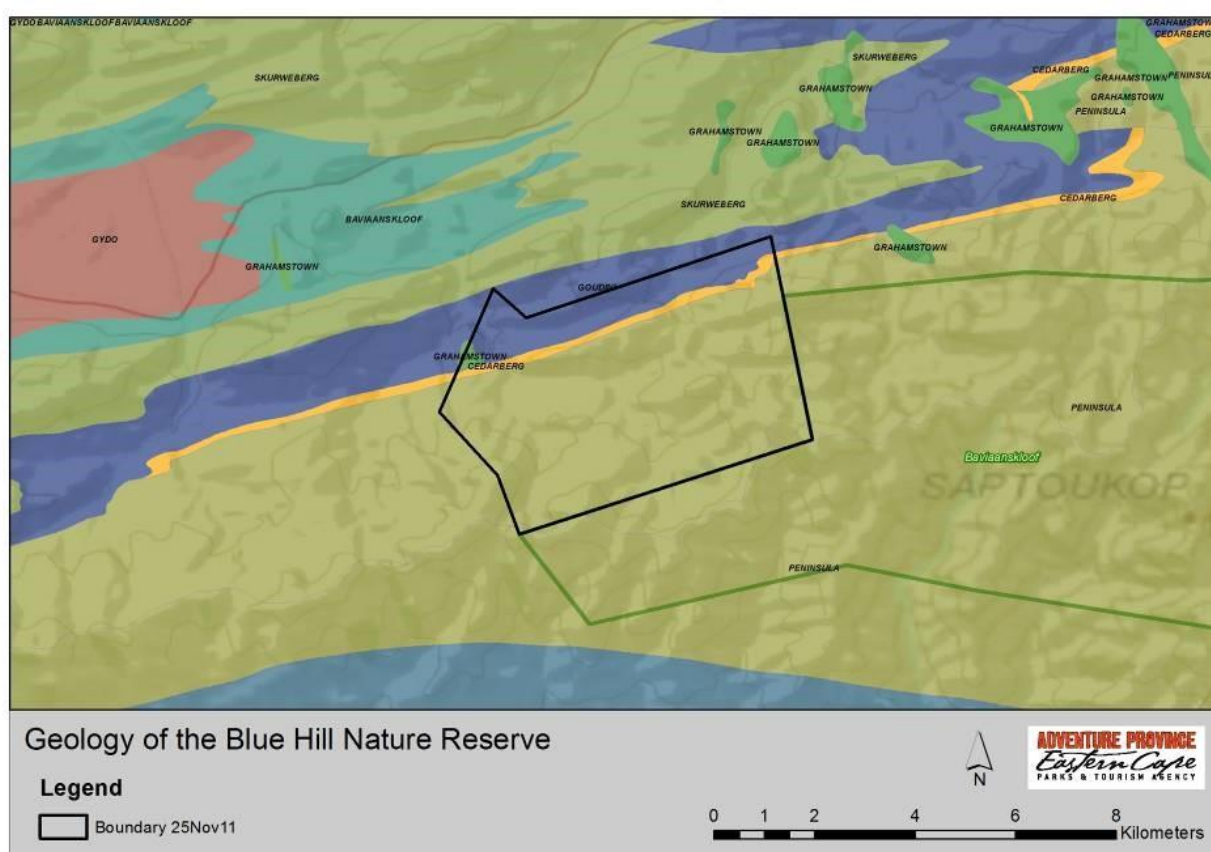 GYDO BAVIAANSKLOOF BAVIAANSKLOOF
GRAHAMSTOWN
CEDARBERG
SKURWEBERG
SKURWEBERG
CEDARBERG
GRAHAMSTOWN
GRAHAMSTOWN
GRAHAMSTOWN
PENINSULA
GRAHAMSTOWN
GRAHAMSTOWN
GRAHAMSTOWN
CEDARBERG
SKURWEBERG
BAVIAANSKLOOF
GYDO
GRAHAMSTOWN
GRAHAMSTOWN
GRAHAMSTOWN
CEDARBERG
PENINSULA
Baviaanskloof
SAPTOUKOP
PENINSULA
Geology of the Blue Hill Nature Reserve
Legend
Boundary 25Nov11
N
ADVENTURE PROVINCE
Eastern Cape
PARKS & TOURISM AGENCY
0 1 2 4 6 8
Kilometers